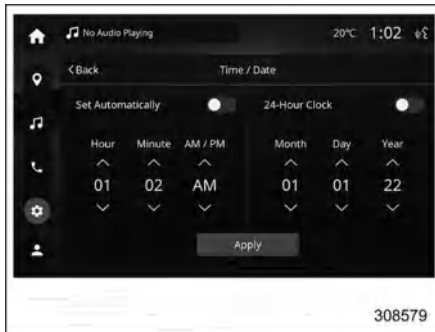 No Audio Playing 20°C 1:02
<Back Time / Date
Set Automatically 24-Hour Clock
Hour Minute AM / PM Month Day Year
01 02 AM 01 01 22
Apply
308579